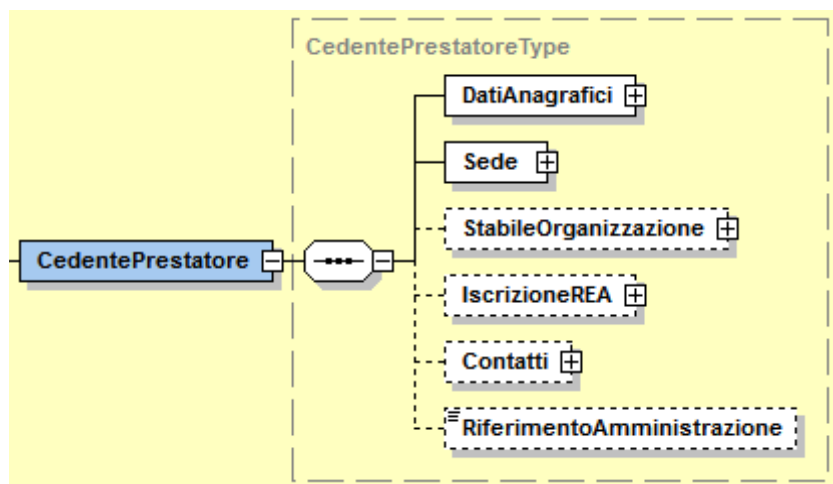 CedentePrestatoreType
DatiAnagrafici
Sede
StabileOrganizzazione
CedentePrestatore
IscrizioneREA
Contatti
RiferimentoAmministrazione